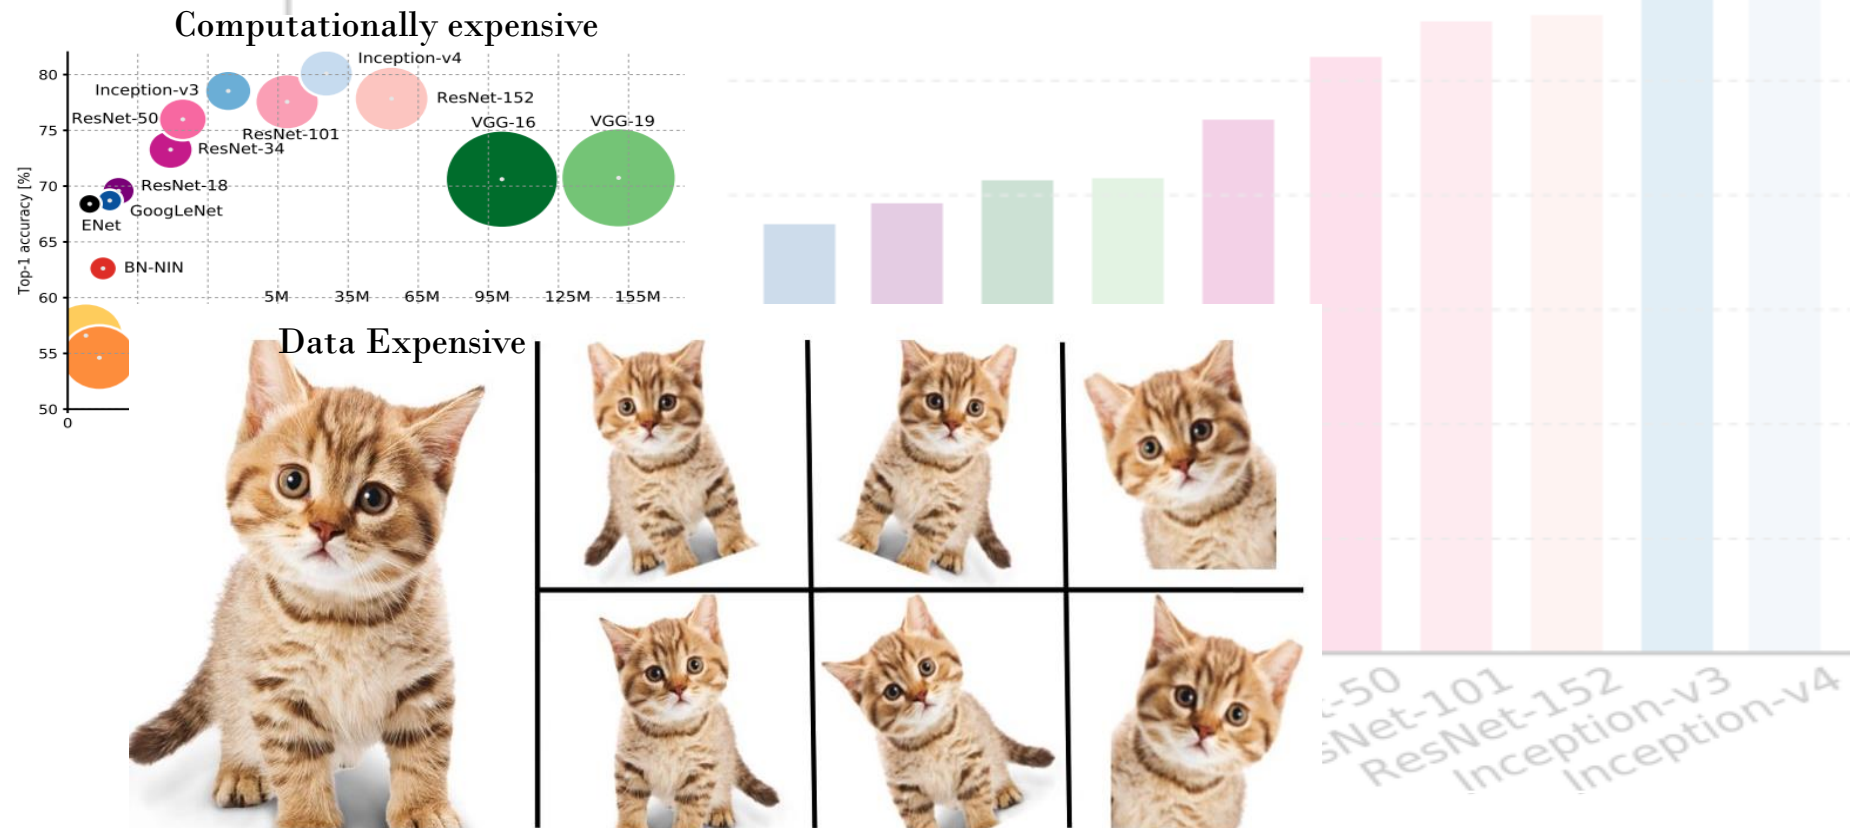 Computationally expensive
Inception-v4
80
Inception-v3
ResNet-152
ResNet-50
VGG-16
VGG-19
75
ResNet-101
ResNet-34
Top-1 accuracy [%]
70
ResNet-18
GoogLeNet
ENet
65
BN-NIN
60
5M 35M 65M 95M 125M 155M
Data Expensive
55
50
0
-50
sNet-101
ResNet-152
Inception-v3
Inception-v4